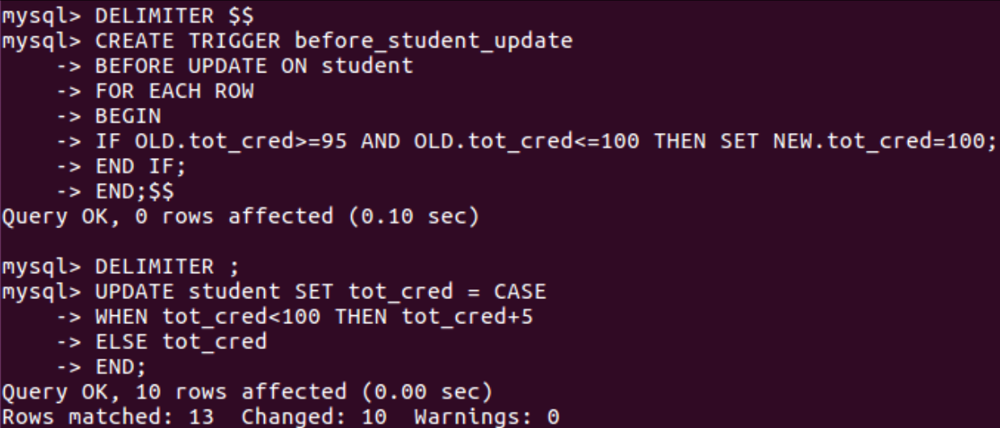 mysql> DELIMITER $$
mysql> CREATE TRIGGER before_student_update
    -> BEFORE UPDATE ON student
    -> FOR EACH ROW
    -> BEGIN
    -> IF OLD.tot_cred>=95 AND OLD.tot_cred<=100 THEN SET NEW.tot_cred=100;
    -> END IF;
    -> END;$$
Query OK, 0 rows affected (0.10 sec)

mysql> DELIMITER ;
mysql> UPDATE student SET tot_cred = CASE
    -> WHEN tot_cred<100 THEN tot_cred+5
    -> ELSE tot_cred
    -> END;
Query OK, 10 rows affected (0.00 sec)
Rows matched: 13  Changed: 10  Warnings: 0